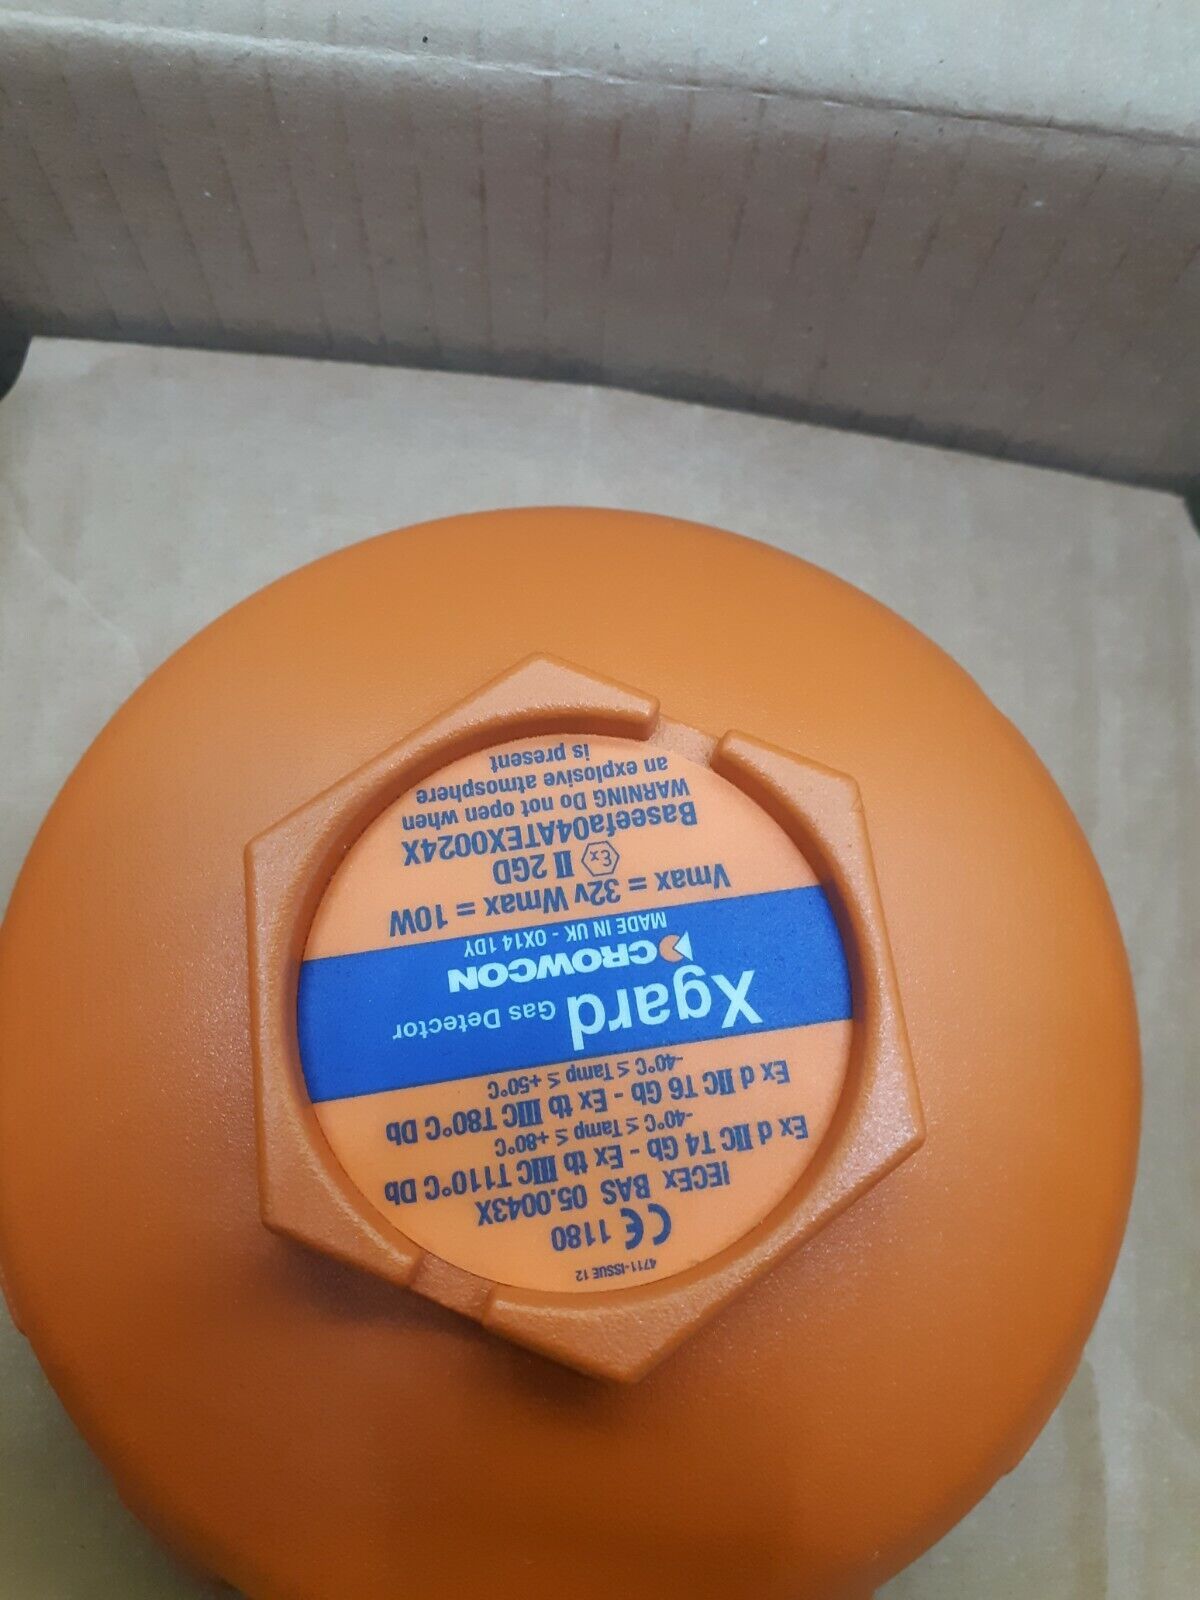 4711-ISSUE 12
CE 1180
IECEx BAS 05.0043X
Ex d IIC T4 Gb - Ex tb IIIC T110°C Db
-40°C ≤ Tamp ≤ +80°C
Ex d IIC T6 Gb - Ex tb IIIC T80°C Db
-40°C ≤ Tamp ≤ +50°C
Xgard Gas Detector
CROWCON
MADE IN UK - OX14 1DY
Vmax = 32v Wmax = 10W
Ex II 2GD
Baseefa04ATEX0024X
WARNING Do not open when
an explosive atmosphere
is present